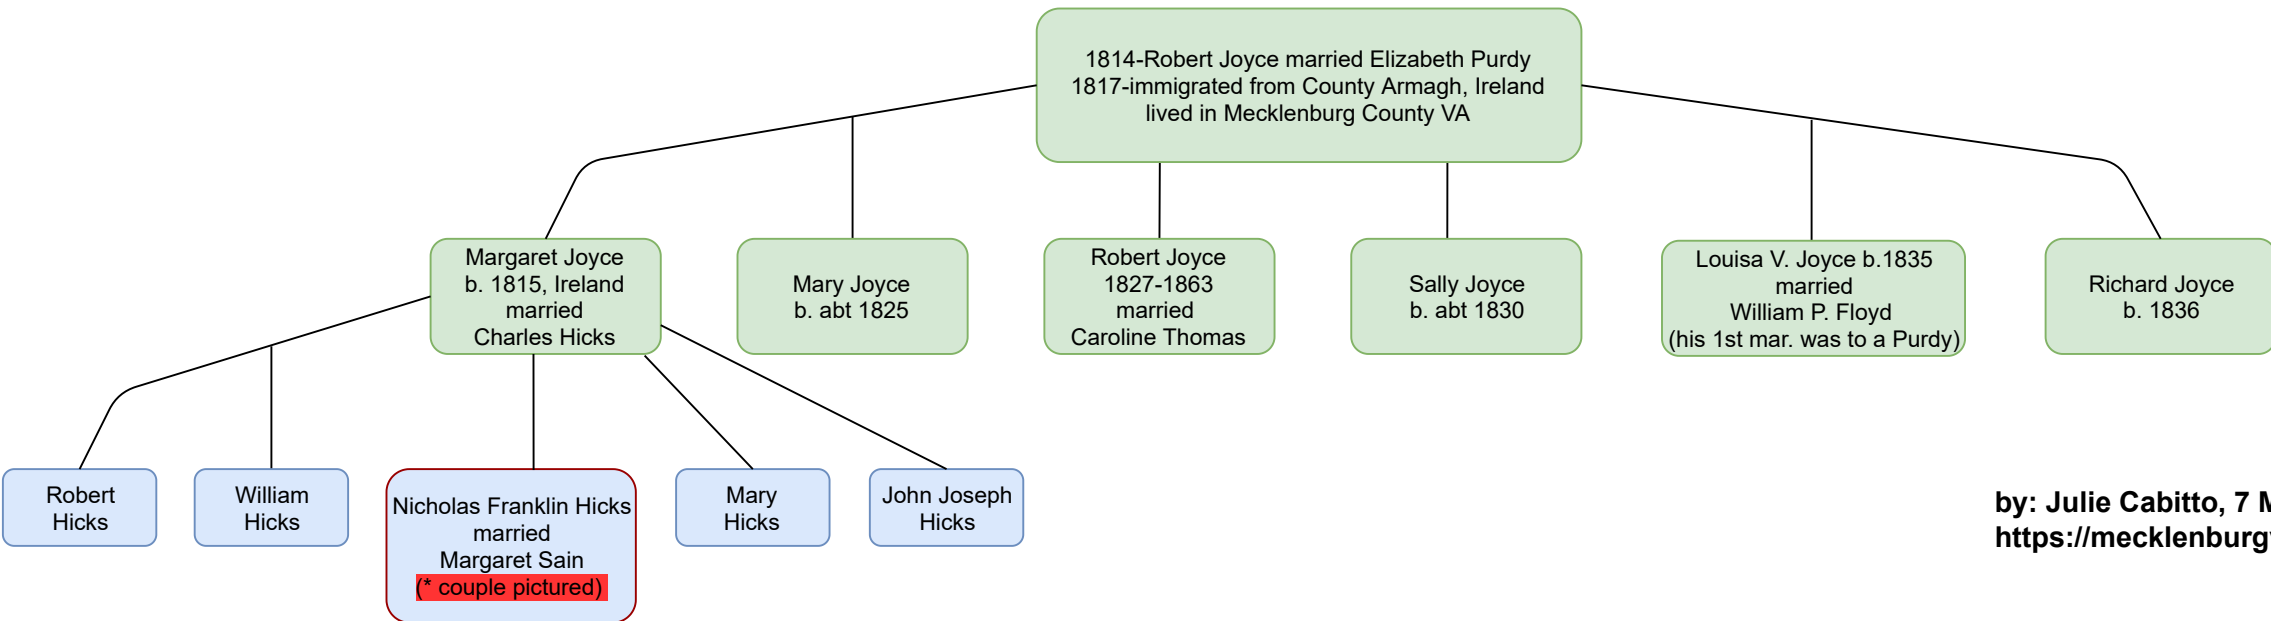 1814-Robert Joyce married Elizabeth Purdy
1817-immigrated from County Armagh, Ireland
lived in Mecklenburg County VA
Margaret Joyce
b. 1815, Ireland
married
Charles Hicks
Mary Joyce
b. abt 1825
Robert Joyce
1827-1863
married
Caroline Thomas
Sally Joyce
b. abt 1830
Louisa V. Joyce b.1835
married
William P. Floyd
(his 1st mar. was to a Purdy)
Richard Joyce
b. 1836
Robert
Hicks
William
Hicks
Nicholas Franklin Hicks
married
Margaret Sain
(* couple pictured)
Mary
Hicks
John Joseph
Hicks
by: Julie Cabitto, 7